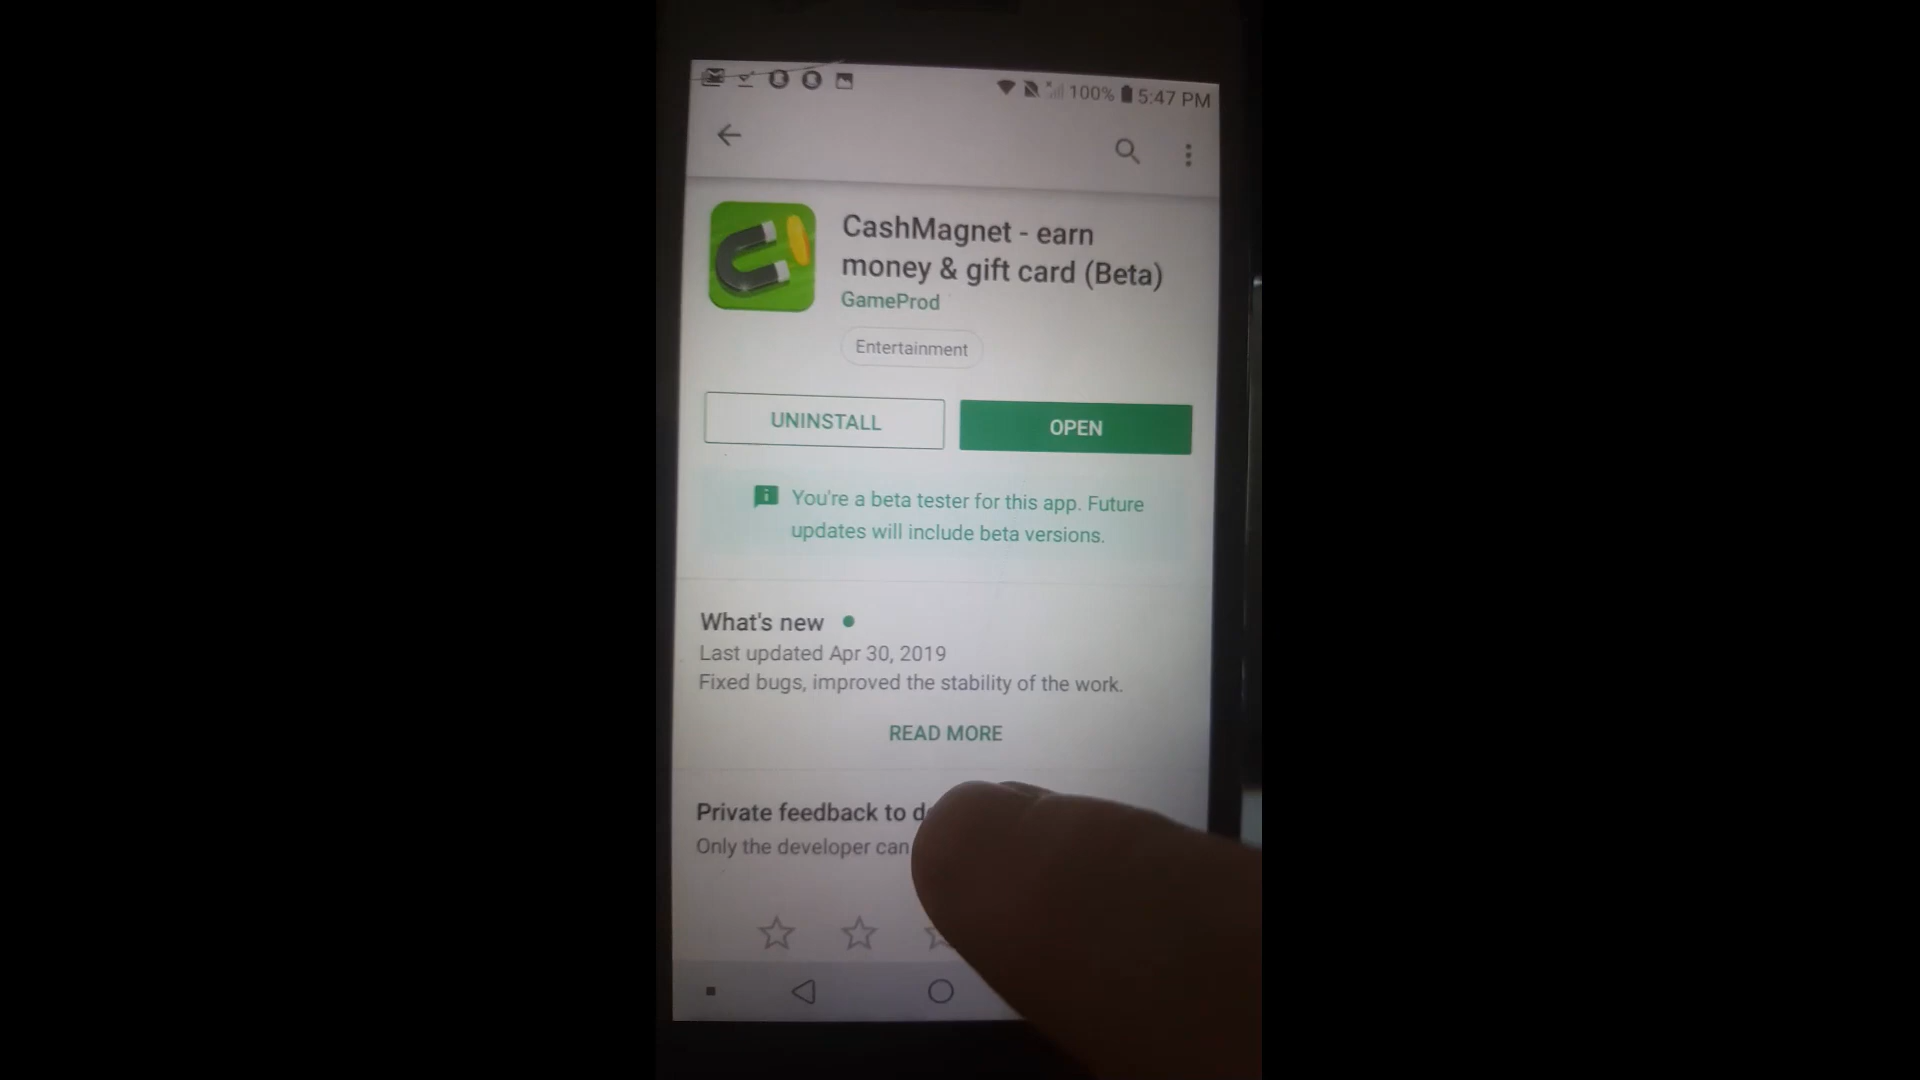 100% 5:47 PM
CashMagnet - earn
money & gift card (Beta)
GameProd
Entertainment
UNINSTALL
OPEN
You're a beta tester for this app. Future
updates will include beta versions.
What's new
Last updated Apr 30, 2019
Fixed bugs, improved the stability of the work.
READ MORE
Private feedback to
Only the developer can